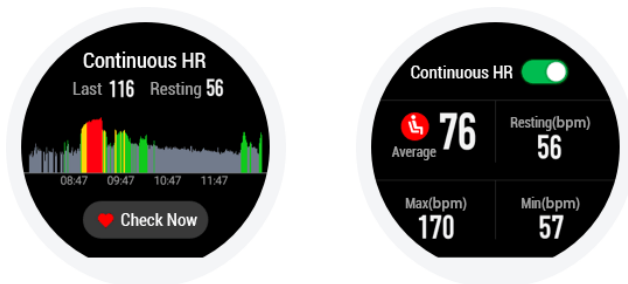 Continuous HR
Last 116 Resting 56
08:47 09:47 10:47 11:47
Check Now
Continuous HR
Average 76
Resting(bpm)
56
Max(bpm)
170
Min(bpm)
57